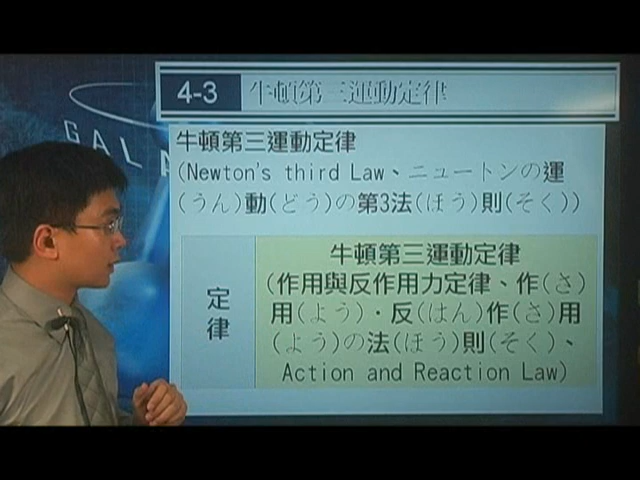 4-3 牛頓第三運動定律
GALA
牛頓第三運動定律
(Newton's third Law、ニュートンの運
(うん)動(どう)の第3法(ほう)則(そく))
定律
牛頓第三運動定律
(作用與反作用力定律、作(さ)
用(よう)・反(はん)作(さ)用
(よう)の法(ほう)則(そく)、
Action and Reaction Law)